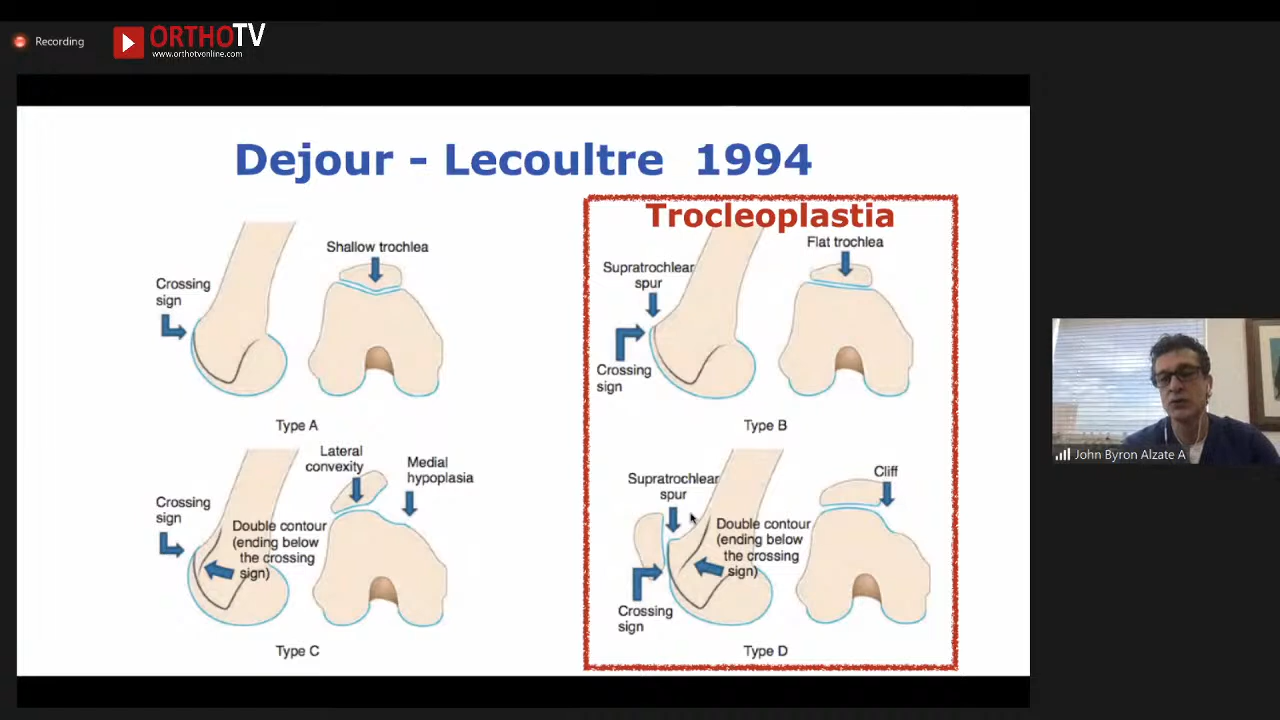 Recording
ORTHOTV
www.orthotvonline.com
Dejour - Lecoultre 1994
Trocleoplastia
Shallow trochlea
Crossing
sign
Type A
Flat trochlea
Supratrochlear
spur
Crossing
sign
Type B
Lateral
convexity
Medial
hypoplasia
Crossing
sign
Double contour
(ending below
the crossing
sign)
Type C
Supratrochlear
spur
Cliff
Double contour
(ending below
the crossing
sign)
Crossing
sign
Type D
John Byron Alzate A